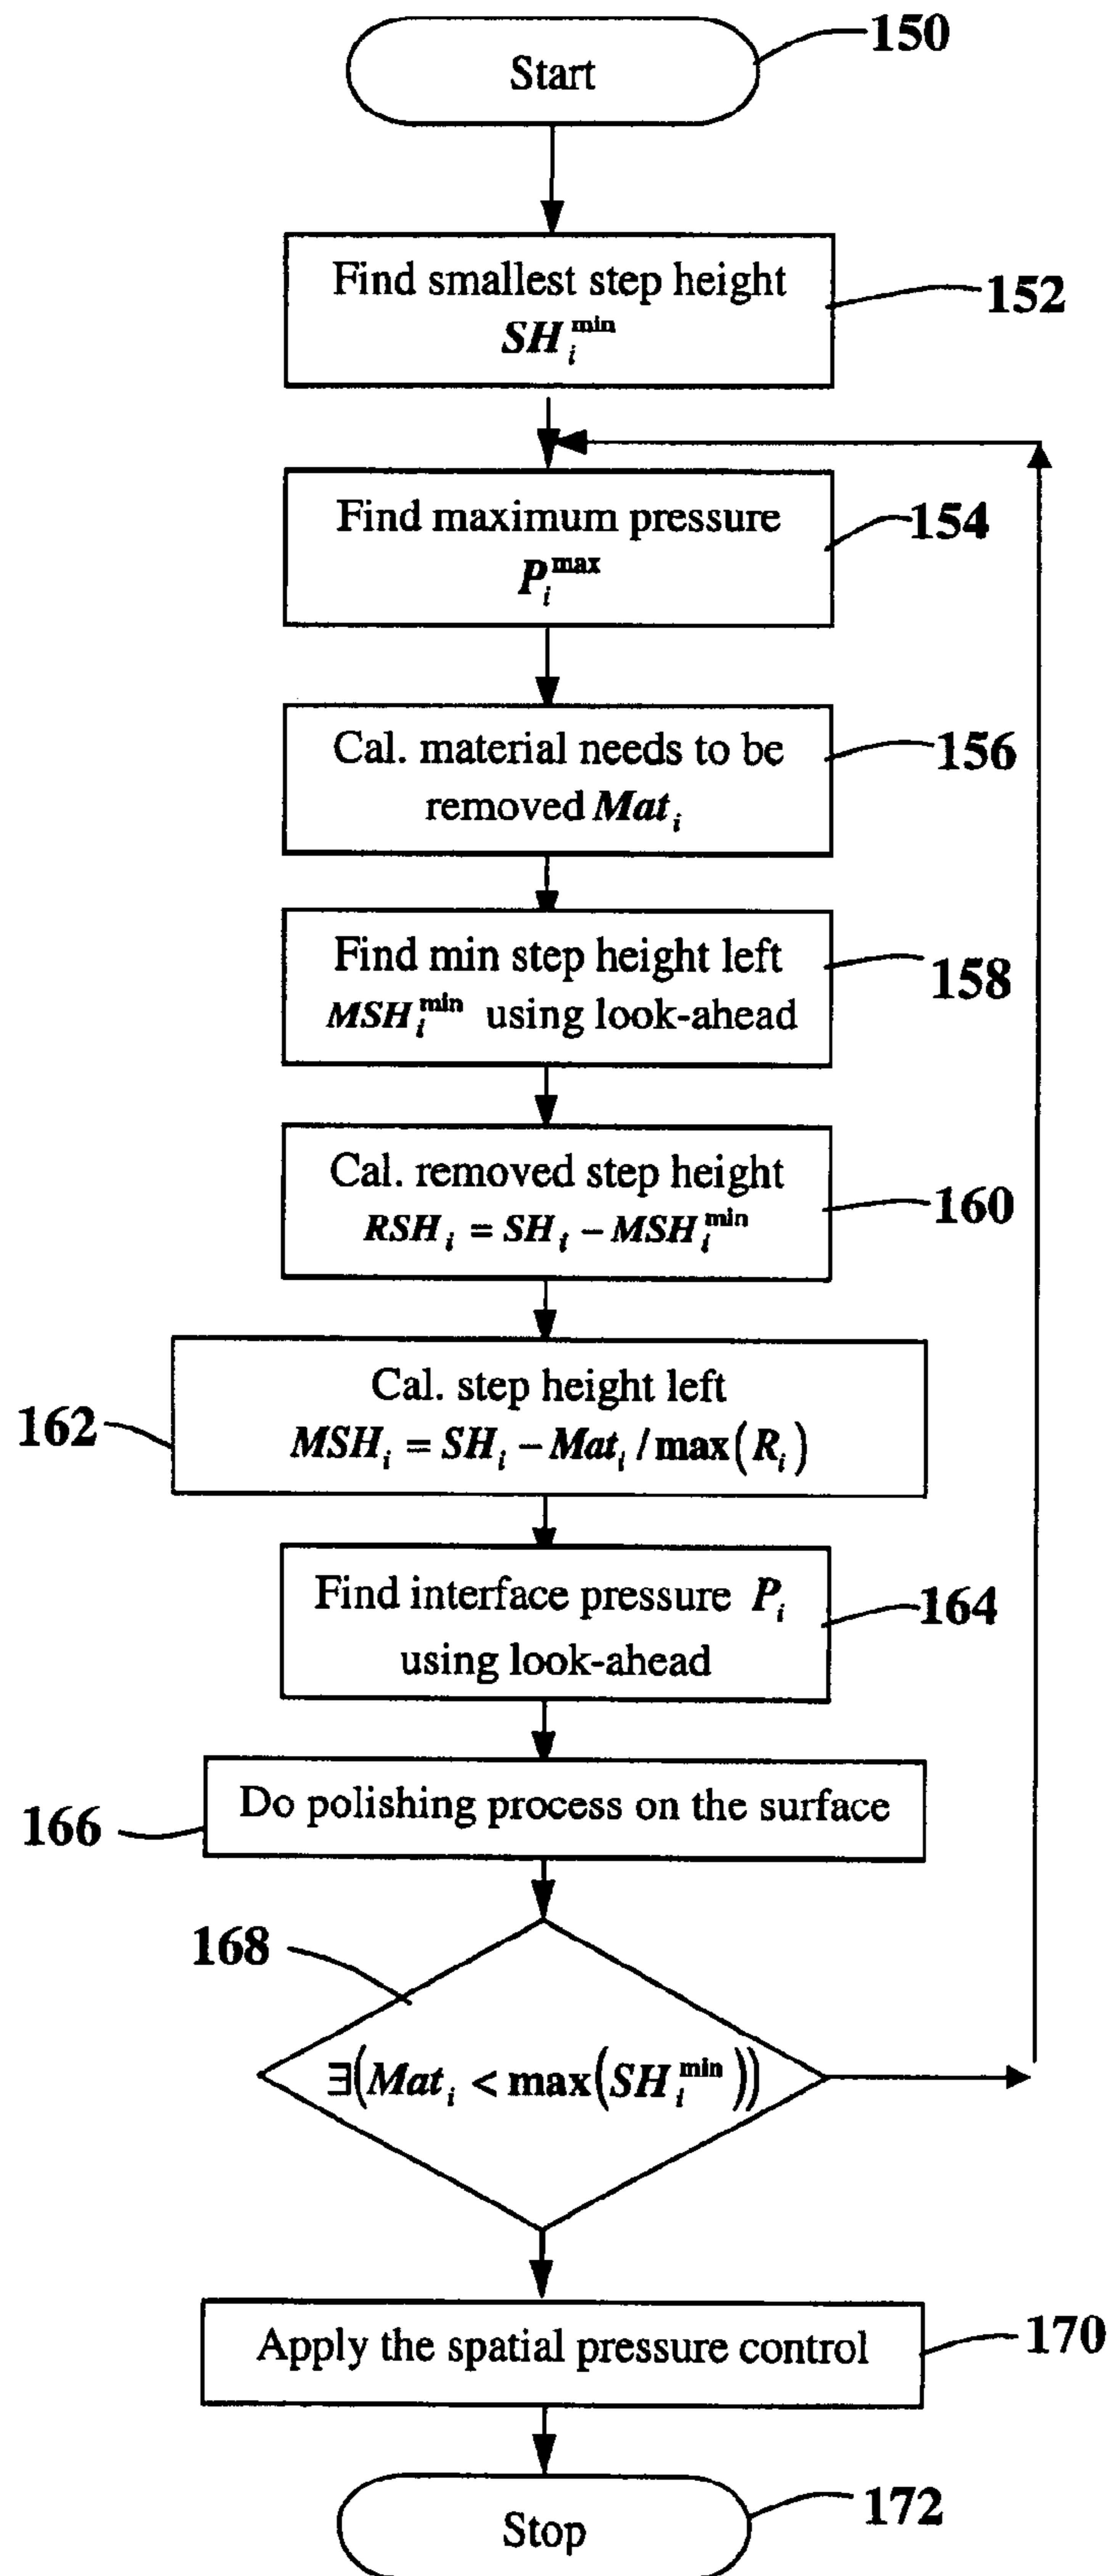 Start
150
Find smallest step height
SH_i^min
152
Find maximum pressure
P_i^max
154
Cal. material needs to be
removed Mat_i
156
Find min step height left
MSH_i^min using look-ahead
158
Cal. removed step height
RSH_i = SH_i − MSH_i^min
160
Cal. step height left
MSH_i = SH_i − Mat_i / max(R_i)
162
Find interface pressure P_i
using look-ahead
164
Do polishing process on the surface
166
168
∃(Mat_i < max(SH_i^min))
Apply the spatial pressure control
170
Stop
172